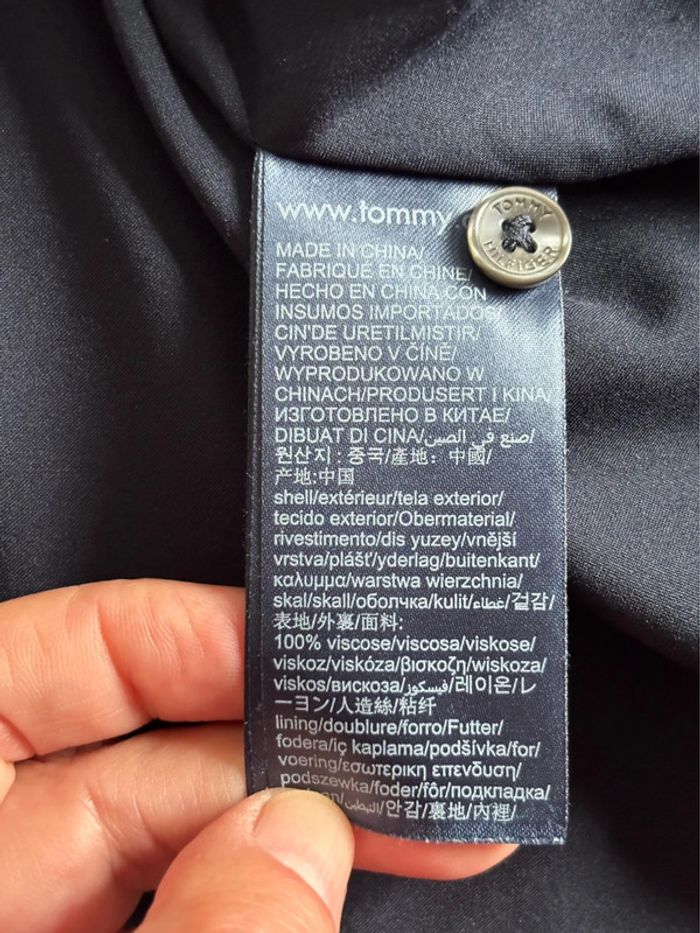 www.tommy.
TOMMY
HILFIGER
MADE IN CHINA/
FABRIQUE EN CHINE/
HECHO EN CHINA CON
INSUMOS IMPORTADOS/
CIN'DE URETILMISTIR/
VYROBENO V ČÍNĚ/
WYPRODUKOWANO W
CHINACH/PRODUSERT I KINA/
ИЗГОТОВЛЕНО В КИТАЕ/
DIBUAT DI CINA/صنع في الصين/
원산지 : 중국/產地: 中國/
产地:中国
shell/extérieur/tela exterior/
tecido exterior/Obermaterial/
rivestimento/dis yuzey/vnější
vrstva/plášť/yderlag/buitenkant/
καλυμμα/warstwa wierzchnia/
skal/skall/оболчка/kulit/غطاء/겉감/
表地/外裏/面料:
100% viscose/viscosa/viskose/
viskoz/viskóza/βισκοζη/wiskoza/
viskos/вискоза/فيسكوز/레이온/レ
ーヨン/人造絲/粘纤
lining/doublure/forro/Futter/
fodera/iç kaplama/podšívka/for/
voering/εσωτερικη επενδυση/
podszewka/foder/fôr/подкладка/
التبطين/안감/裏地/內裡/